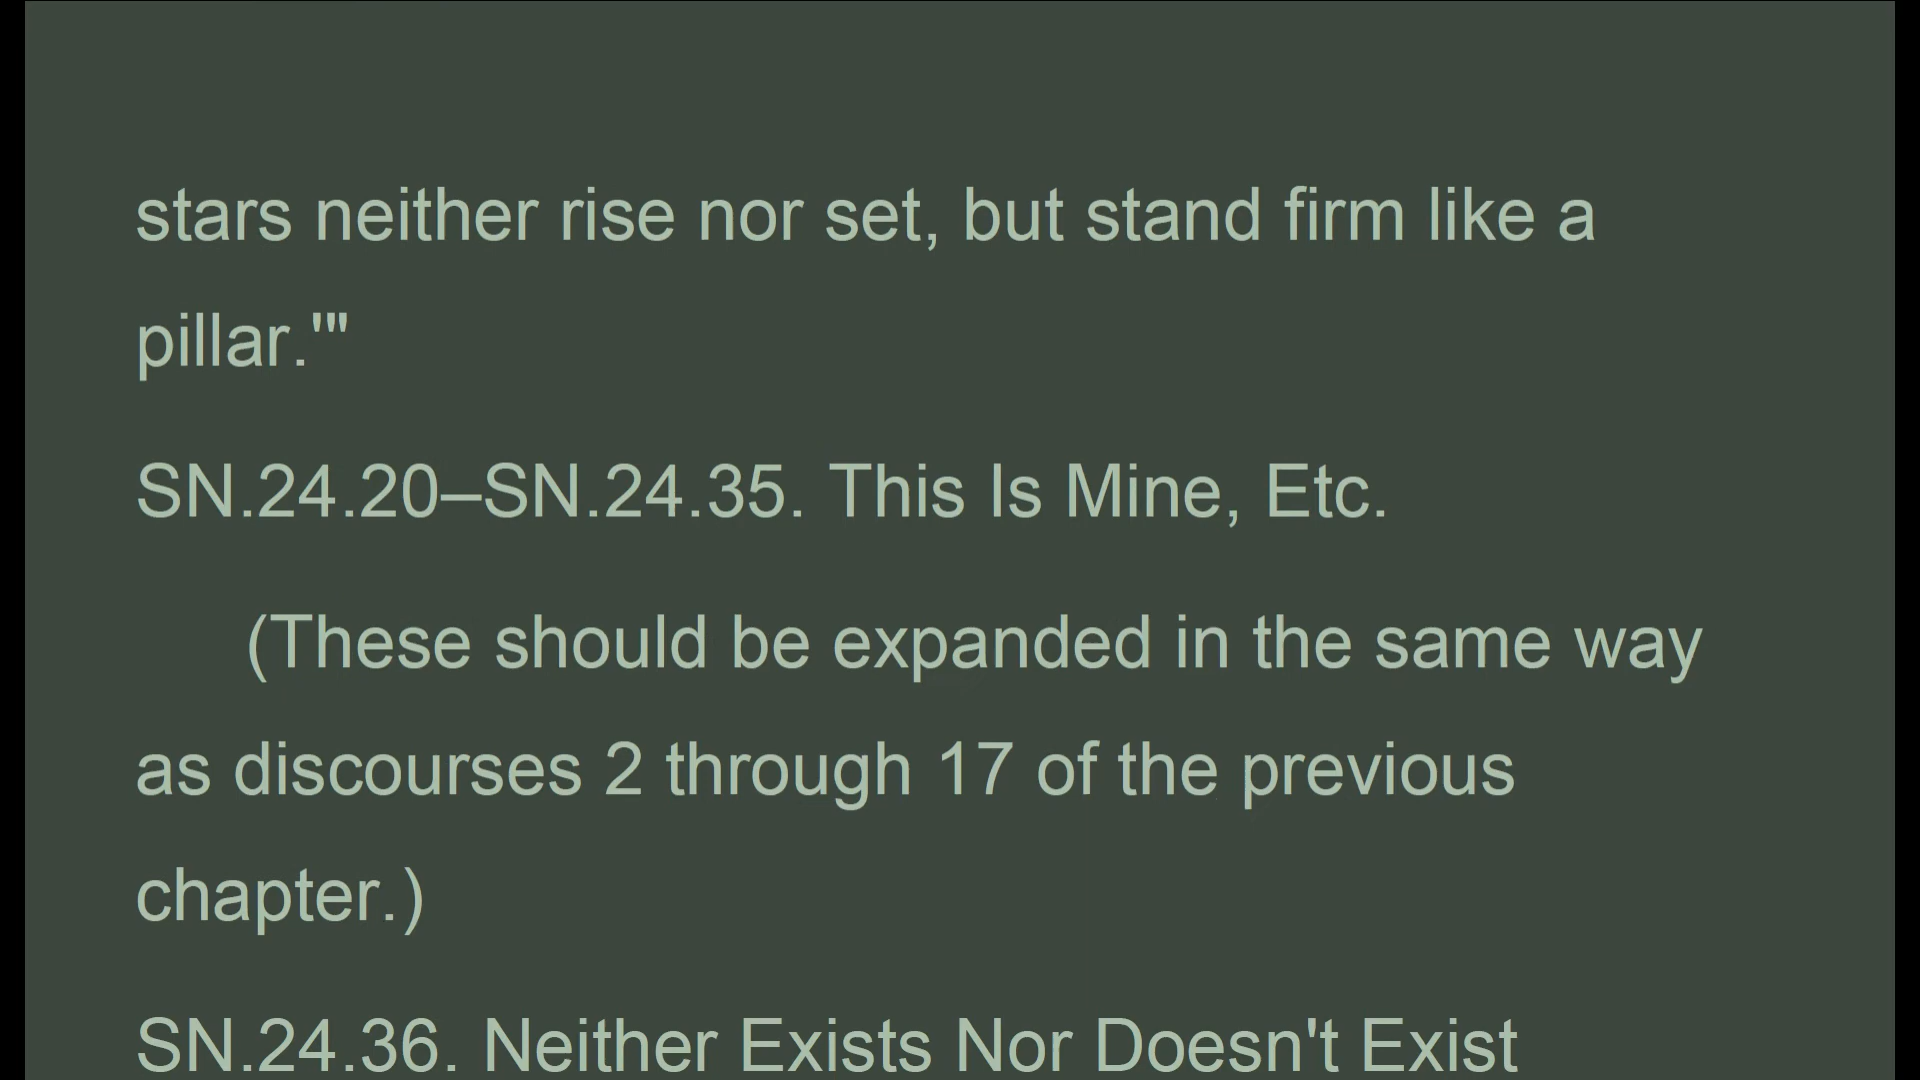 stars neither rise nor set, but stand firm like a
pillar.'"
SN.24.20–SN.24.35. This Is Mine, Etc.
(These should be expanded in the same way
as discourses 2 through 17 of the previous
chapter.)
SN.24.36. Neither Exists Nor Doesn't Exist